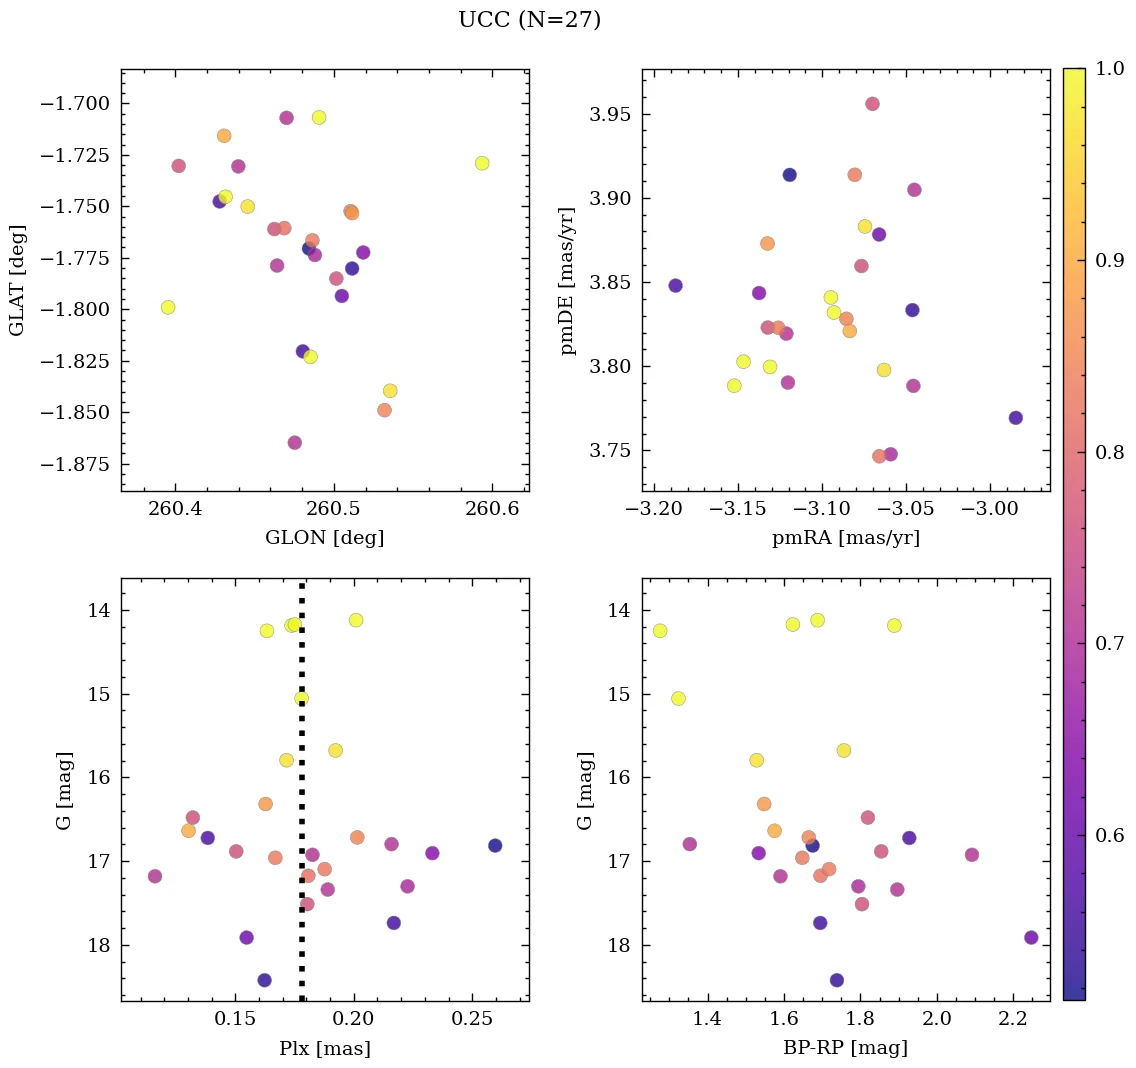 UCC (N=27)
−1.700
−1.725
−1.750
−1.775
−1.800
−1.825
−1.850
−1.875
GLAT [deg]
260.4 260.5 260.6
GLON [deg]
3.95
3.90
3.85
3.80
3.75
pmDE [mas/yr]
−3.20 −3.15 −3.10 −3.05 −3.00
pmRA [mas/yr]
14
15
16
17
18
G [mag]
0.15 0.20 0.25
Plx [mas]
14
15
16
17
18
G [mag]
1.4 1.6 1.8 2.0 2.2
BP-RP [mag]
1.0
0.9
0.8
0.7
0.6